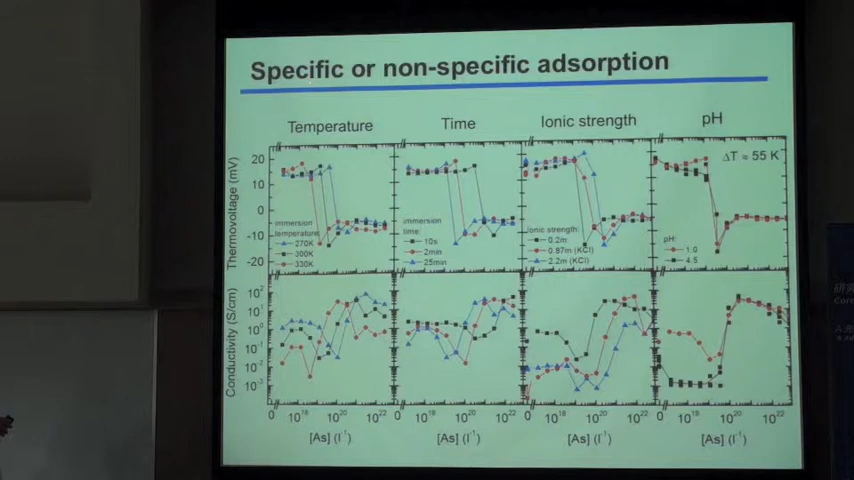 Specific or non-specific adsorption
Temperature
Time
Ionic strength
pH
Thermovoltage (mV)
20
10
0
-10
-20
immersion
temperature:
270K
300K
330K
immersion
time:
10s
2min
25min
Ionic strength:
0.2m
0.87m (KCl)
2.2m (KCl)
ΔT ≈ 55 K
pH:
1.0
4.5
Conductivity (S/cm)
10²
10¹
10⁰
10⁻¹
10⁻²
10⁻³
0 10¹⁸ 10²⁰ 10²²
0 10¹⁸ 10²⁰ 10²²
0 10¹⁸ 10²⁰ 10²²
0 10¹⁸ 10²⁰ 10²²
[As] (l⁻¹)
[As] (l⁻¹)
[As] (l⁻¹)
[As] (l⁻¹)